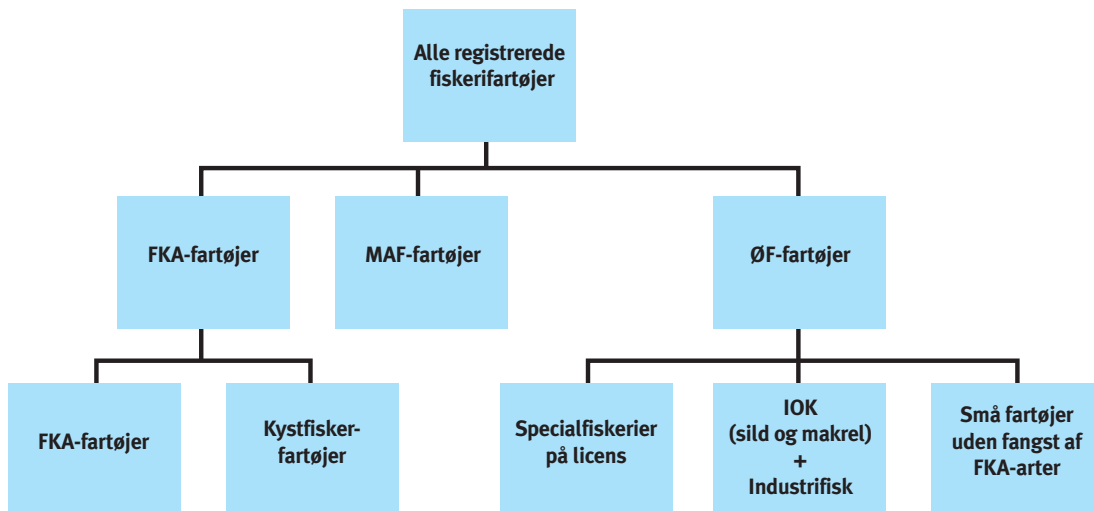 Alle registrerede
fiskerifartøjer
FKA-fartøjer
MAF-fartøjer
ØF-fartøjer
FKA-fartøjer
Kystfisker-
fartøjer
Specialfiskerier
på licens
IOK
(sild og makrel)
+
Industrifisk
Små fartøjer
uden fangst af
FKA-arter